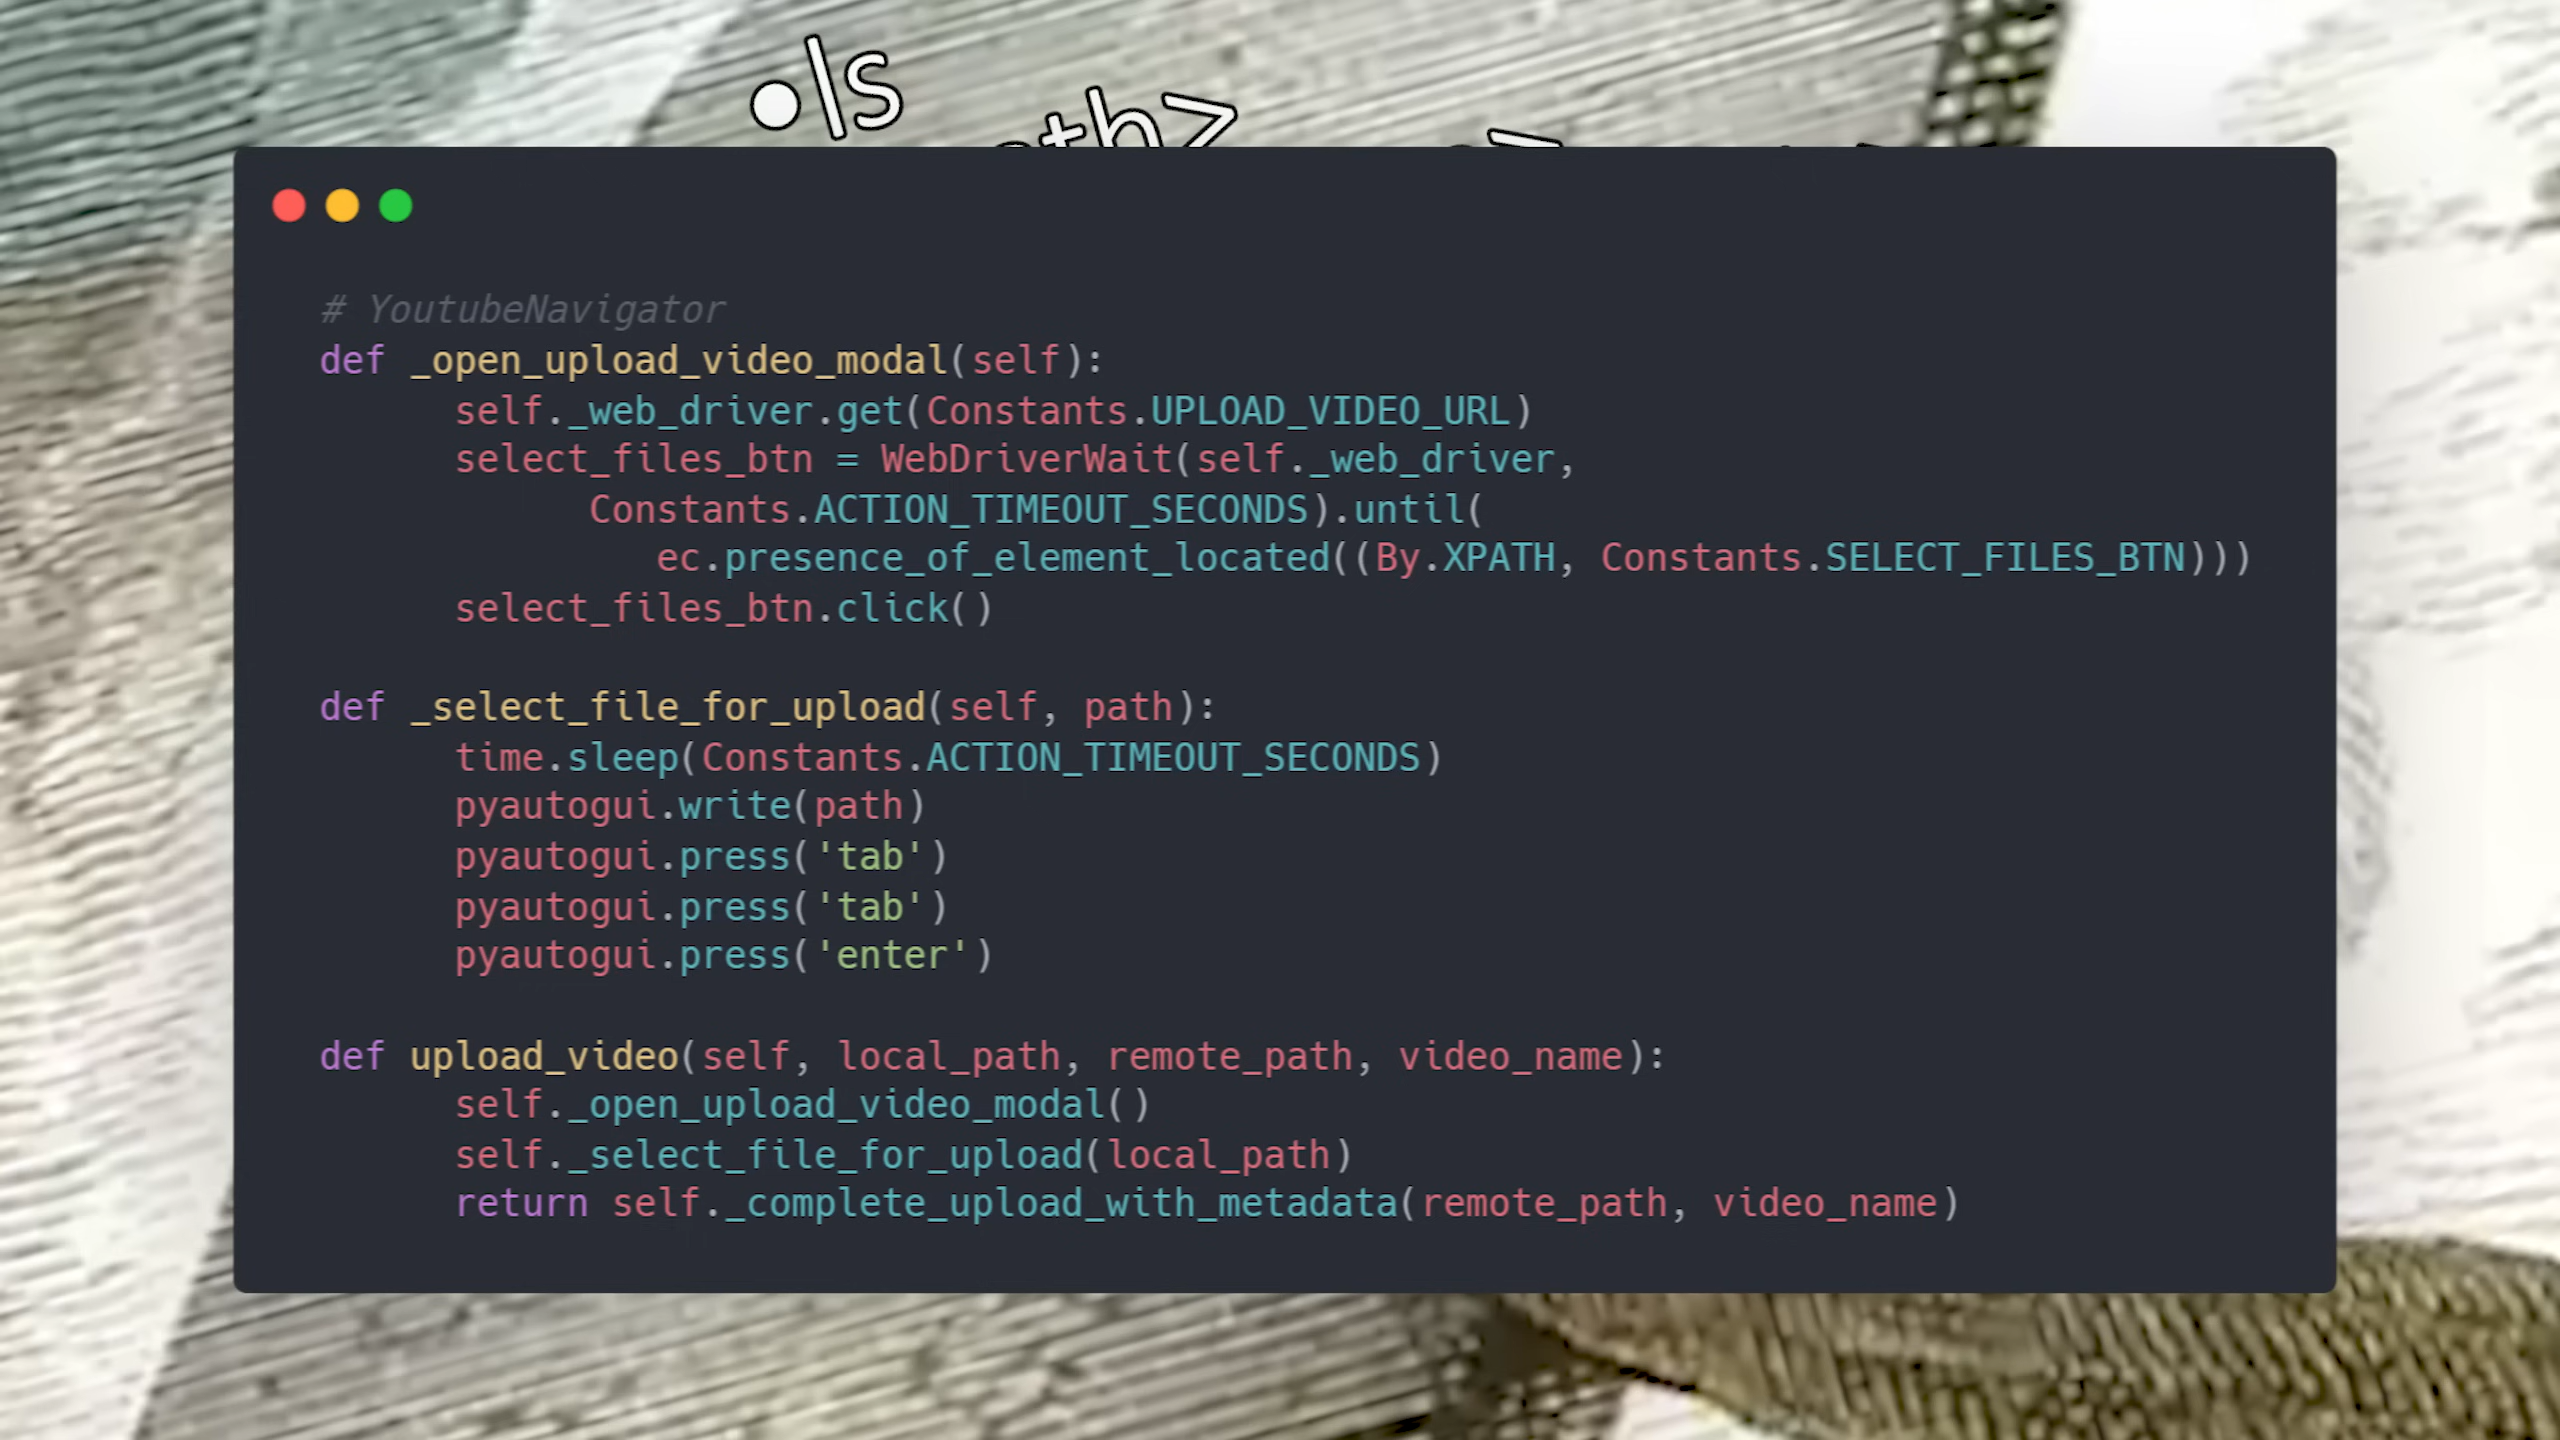 •ls
# YoutubeNavigator
def _open_upload_video_modal(self):
self._web_driver.get(Constants.UPLOAD_VIDEO_URL)
select_files_btn = WebDriverWait(self._web_driver,
Constants.ACTION_TIMEOUT_SECONDS).until(
ec.presence_of_element_located((By.XPATH, Constants.SELECT_FILES_BTN)))
select_files_btn.click()
def _select_file_for_upload(self, path):
time.sleep(Constants.ACTION_TIMEOUT_SECONDS)
pyautogui.write(path)
pyautogui.press('tab')
pyautogui.press('tab')
pyautogui.press('enter')
def upload_video(self, local_path, remote_path, video_name):
self._open_upload_video_modal()
self._select_file_for_upload(local_path)
return self._complete_upload_with_metadata(remote_path, video_name)